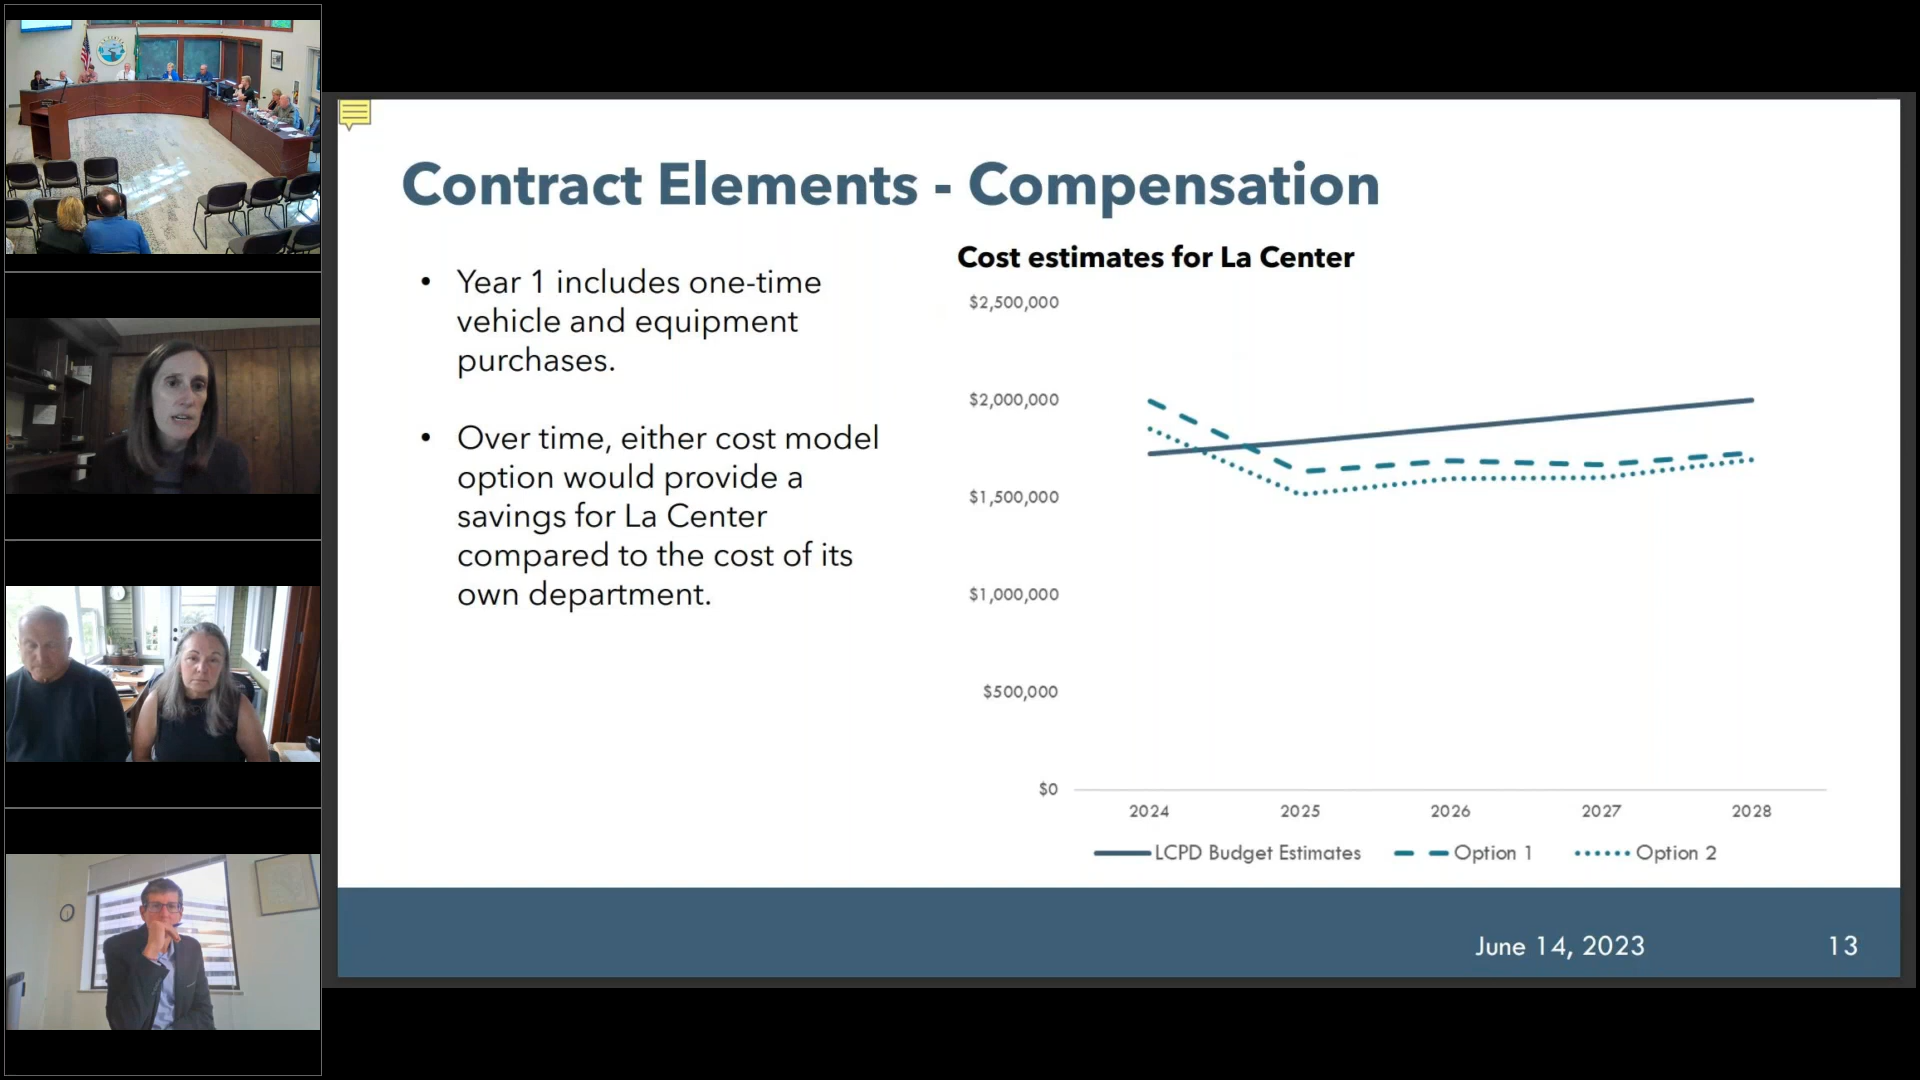 Contract Elements - Compensation
• Year 1 includes one-time
vehicle and equipment
purchases.
• Over time, either cost model
option would provide a
savings for La Center
compared to the cost of its
own department.
Cost estimates for La Center
$2,500,000
$2,000,000
$1,500,000
$1,000,000
$500,000
$0
2024 2025 2026 2027 2028
LCPD Budget Estimates Option 1 Option 2
June 14, 2023 13